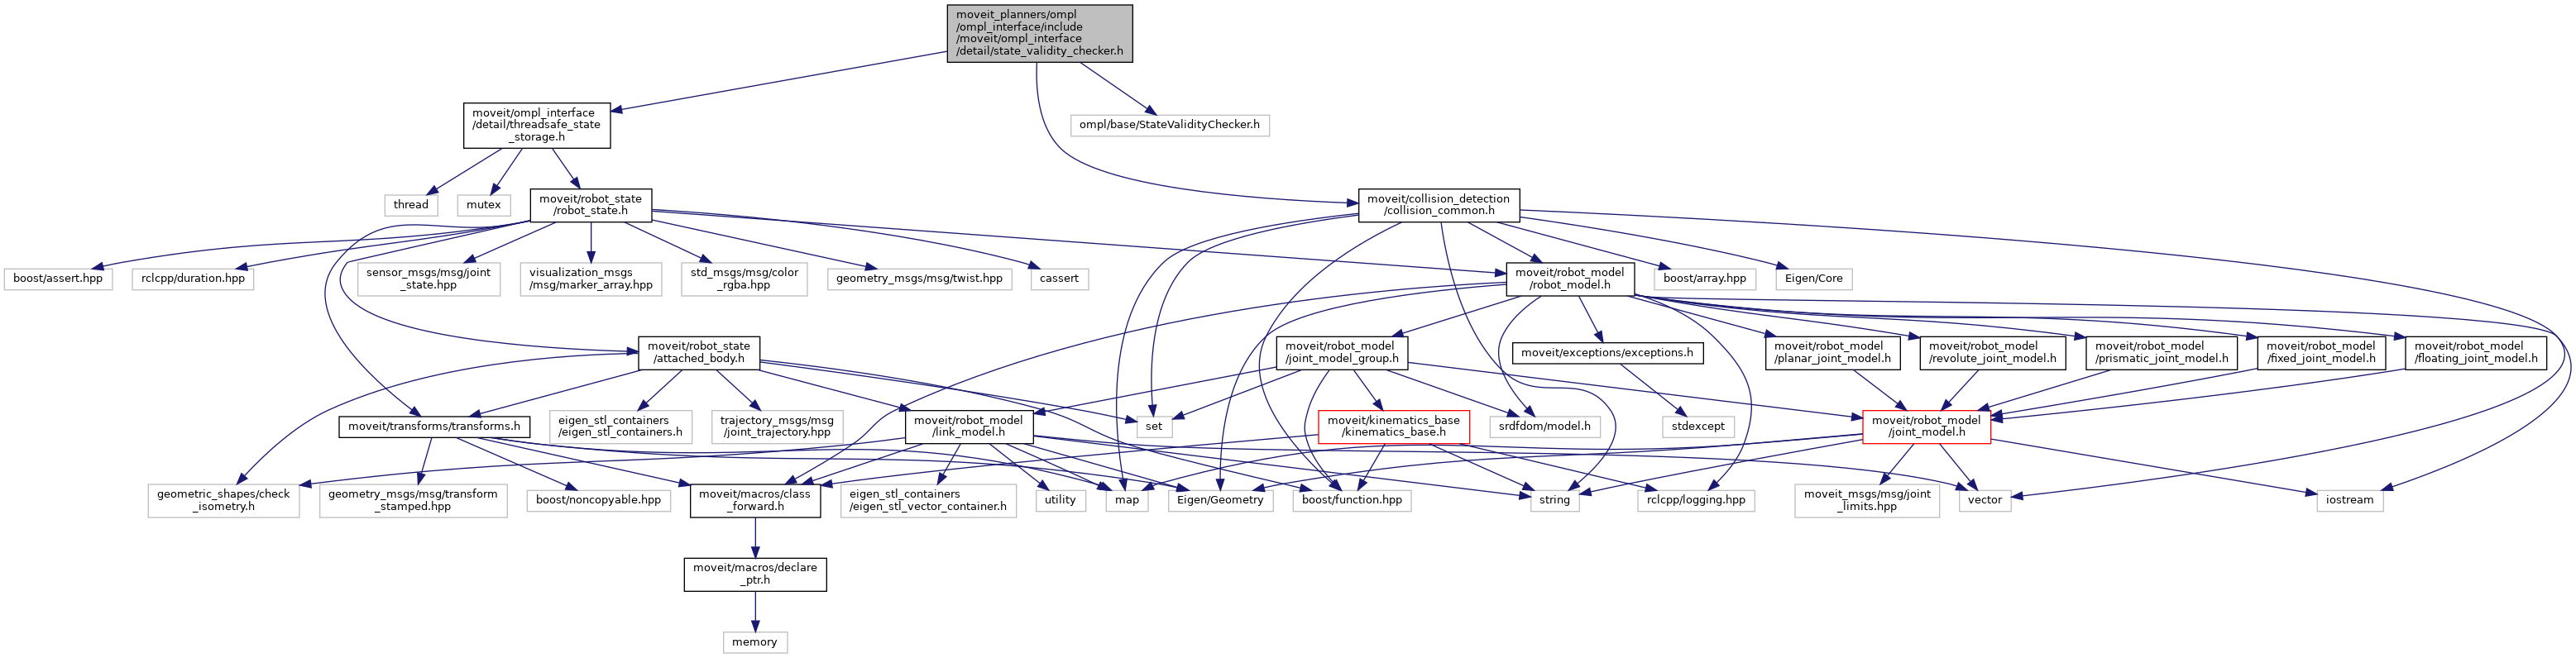 moveit_planners/ompl
/ompl_interface/include
/moveit/ompl_interface
/detail/state_validity_checker.h
moveit/ompl_interface
/detail/threadsafe_state
_storage.h
ompl/base/StateValidityChecker.h
thread
mutex
moveit/robot_state
/robot_state.h
moveit/collision_detection
/collision_common.h
boost/assert.hpp
rclcpp/duration.hpp
sensor_msgs/msg/joint
_state.hpp
visualization_msgs
/msg/marker_array.hpp
std_msgs/msg/color
_rgba.hpp
geometry_msgs/msg/twist.hpp
cassert
moveit/robot_model
/robot_model.h
boost/array.hpp
Eigen/Core
moveit/robot_state
/attached_body.h
moveit/robot_model
/joint_model_group.h
moveit/exceptions/exceptions.h
moveit/robot_model
/planar_joint_model.h
moveit/robot_model
/revolute_joint_model.h
moveit/robot_model
/prismatic_joint_model.h
moveit/robot_model
/fixed_joint_model.h
moveit/robot_model
/floating_joint_model.h
moveit/transforms/transforms.h
eigen_stl_containers
/eigen_stl_containers.h
trajectory_msgs/msg
/joint_trajectory.hpp
moveit/robot_model
/link_model.h
set
moveit/kinematics_base
/kinematics_base.h
srdfdom/model.h
stdexcept
moveit/robot_model
/joint_model.h
geometric_shapes/check
_isometry.h
geometry_msgs/msg/transform
_stamped.hpp
boost/noncopyable.hpp
moveit/macros/class
_forward.h
eigen_stl_containers
/eigen_stl_vector_container.h
utility
map
Eigen/Geometry
boost/function.hpp
string
rclcpp/logging.hpp
moveit_msgs/msg/joint
_limits.hpp
vector
iostream
moveit/macros/declare
_ptr.h
memory